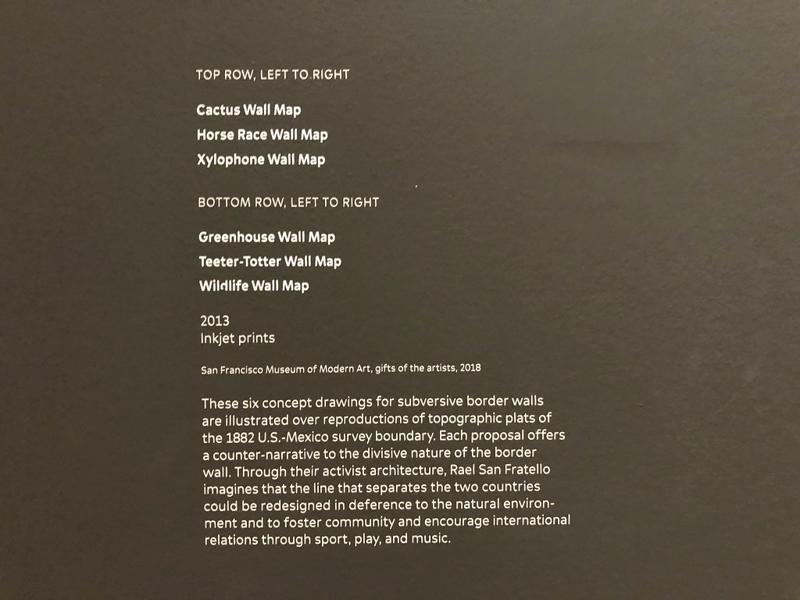 TOP ROW, LEFT TO RIGHT
Cactus Wall Map
Horse Race Wall Map
Xylophone Wall Map
BOTTOM ROW, LEFT TO RIGHT
Greenhouse Wall Map
Teeter-Totter Wall Map
Wildlife Wall Map
2013
Inkjet prints
San Francisco Museum of Modern Art, gifts of the artists, 2018
These six concept drawings for subversive border walls
are illustrated over reproductions of topographic plats of
the 1882 U.S.-Mexico survey boundary. Each proposal offers
a counter-narrative to the divisive nature of the border
wall. Through their activist architecture, Rael San Fratello
imagines that the line that separates the two countries
could be redesigned in deference to the natural environ-
ment and to foster community and encourage international
relations through sport, play, and music.